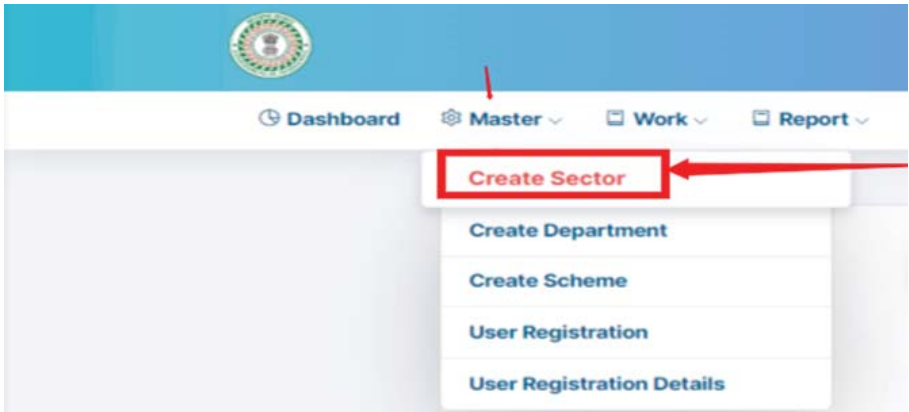 Dashboard Master Work Report
Create Sector
Create Department
Create Scheme
User Registration
User Registration Details